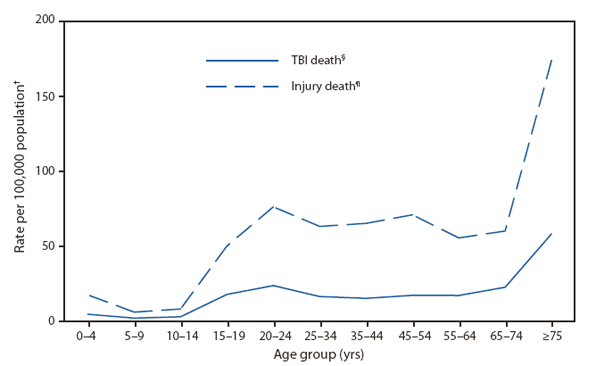 200
150
100
50
0
Rate per 100,000 population†
TBI death§
Injury death¶
0–4 5–9 10–14 15–19 20–24 25–34 35–44 45–54 55–64 65–74 ≥75
Age group (yrs)